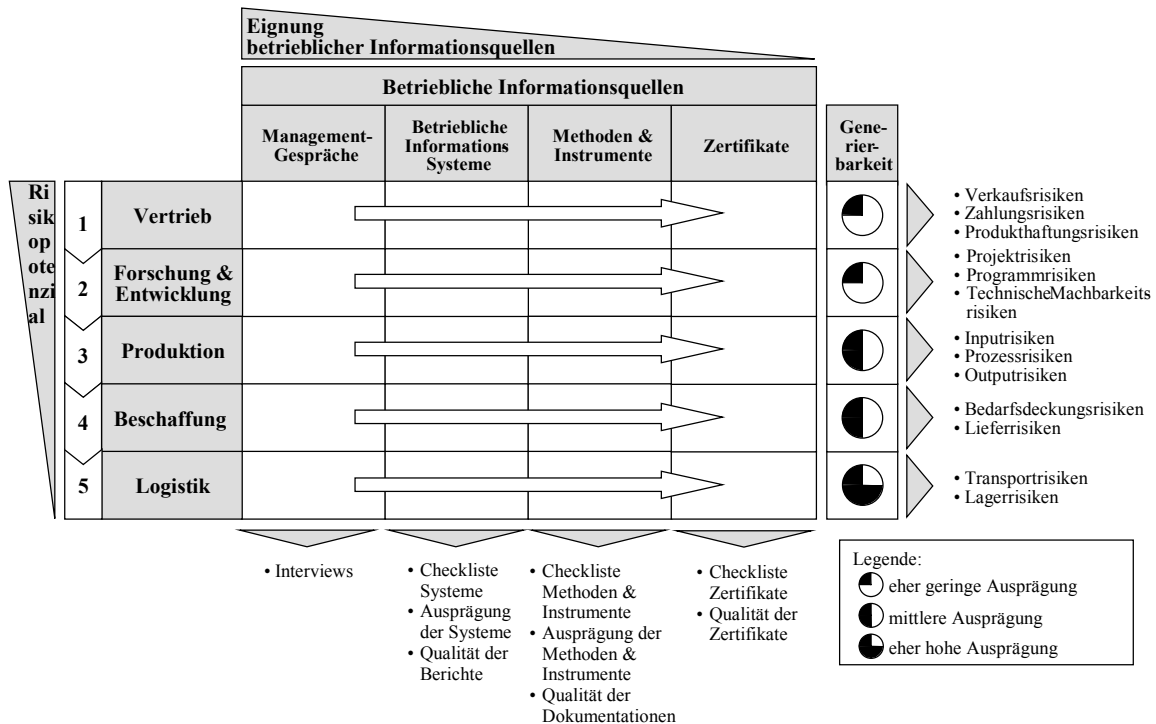 Eignung
betrieblicher Informationsquellen
Betriebliche Informationsquellen
Management-
Gespräche
Betriebliche
Informations
Systeme
Methoden &
Instrumente
Zertifikate
Gene-
rier-
barkeit
Ri
sik
op
ote
nzi
al
1
Vertrieb
• Verkaufsrisiken
• Zahlungsrisiken
• Produkthaftungsrisiken
2
Forschung &
Entwicklung
• Projektrisiken
• Programmrisiken
• TechnischeMachbarkeits
risiken
3
Produktion
• Inputrisiken
• Prozessrisiken
• Outputrisiken
4
Beschaffung
• Bedarfsdeckungsrisiken
• Lieferrisiken
5
Logistik
• Transportrisiken
• Lagerrisiken
• Interviews
• Checkliste
Systeme
• Ausprägung
der Systeme
• Qualität der
Berichte
• Checkliste
Methoden &
Instrumente
• Ausprägung der
Methoden &
Instrumente
• Qualität der
Dokumentationen
• Checkliste
Zertifikate
• Qualität der
Zertifikate
Legende:
eher geringe Ausprägung
mittlere Ausprägung
eher hohe Ausprägung